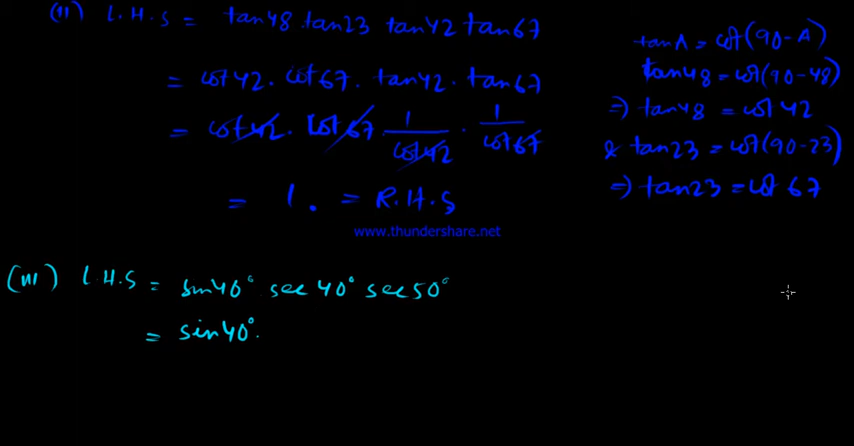 (ii) L.H.S = tan48.tan23 tan42 tan67
= cot42. cot67. tan42. tan67
= cot42. cot67 1/cot42 . 1/cot67
= 1. = R.H.S
tanA = cot(90-A)
tan48 = cot(90-48)
=> tan48 = cot42
& tan23 = cot(90-23)
=> tan23 = cot 67
www.thundershare.net
(iii) L.H.S = sin40°. sec40° sec50°
= sin40°.